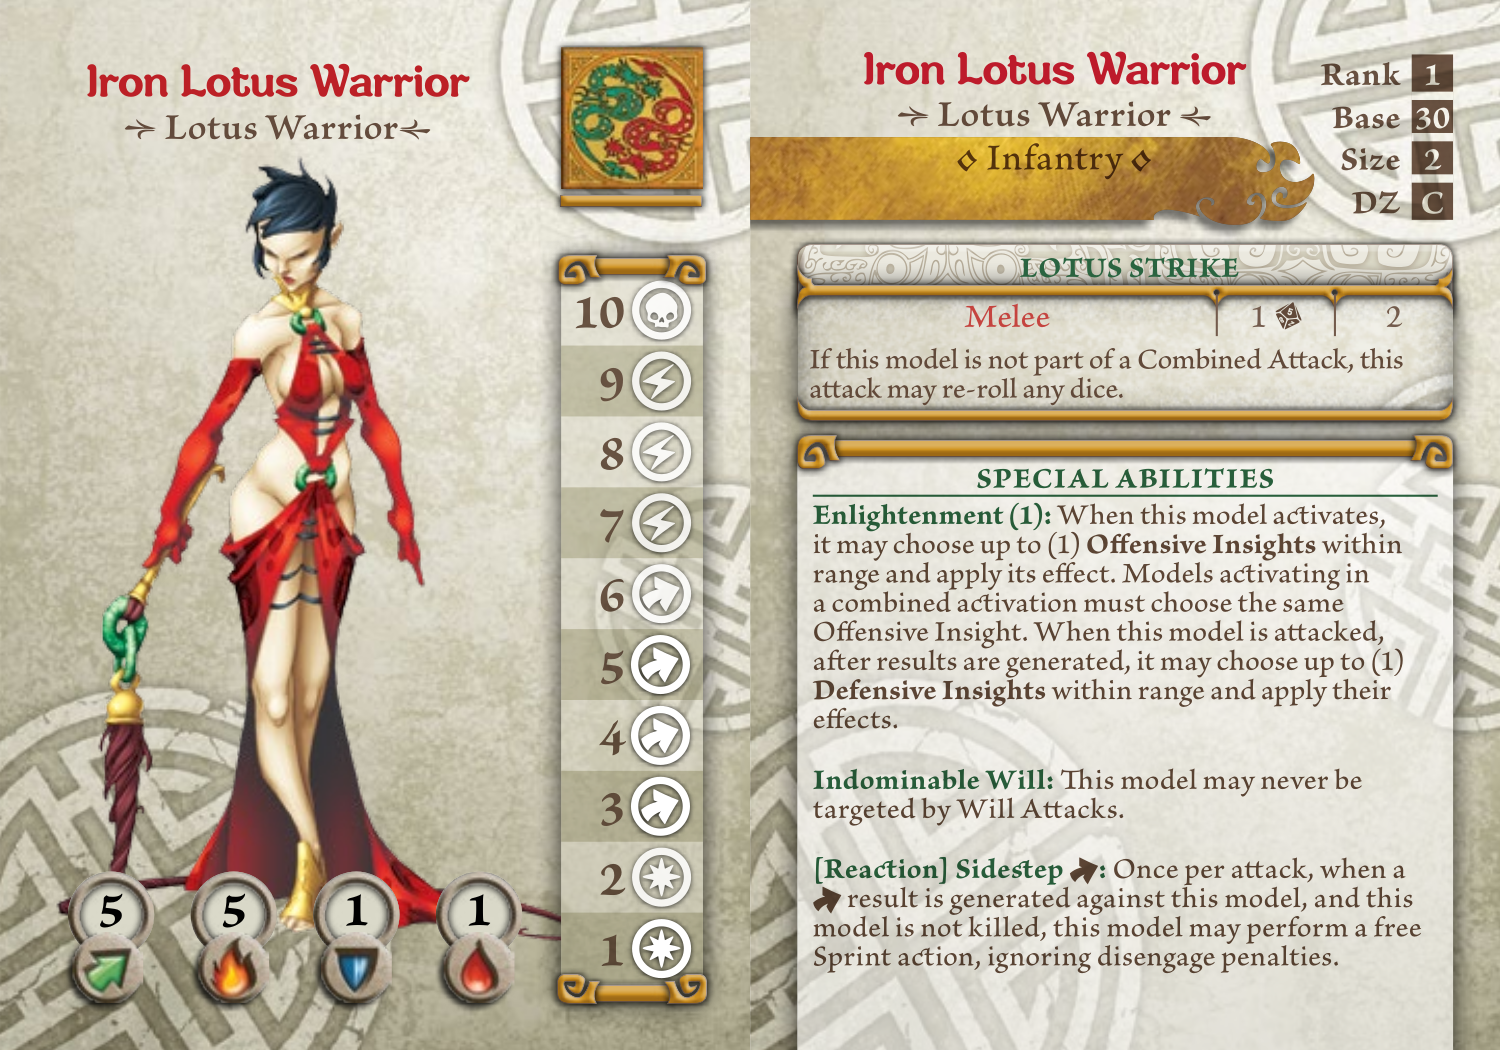 Iron Lotus Warrior
Lotus Warrior
10
9
8
7
6
5
4
3
2
1
5 5 1 1
Iron Lotus Warrior
Lotus Warrior
Infantry
Rank 1
Base 30
Size 2
DZ C
LOTUS STRIKE
Melee 1 2
If this model is not part of a Combined Attack, this
attack may re-roll any dice.
SPECIAL ABILITIES
Enlightenment (1): When this model activates,
it may choose up to (1) Offensive Insights within
range and apply its effect. Models activating in
a combined activation must choose the same
Offensive Insight. When this model is attacked,
after results are generated, it may choose up to (1)
Defensive Insights within range and apply their
effects.
Indominable Will: This model may never be
targeted by Will Attacks.
[Reaction] Sidestep : Once per attack, when a
result is generated against this model, and this
model is not killed, this model may perform a free
Sprint action, ignoring disengage penalties.